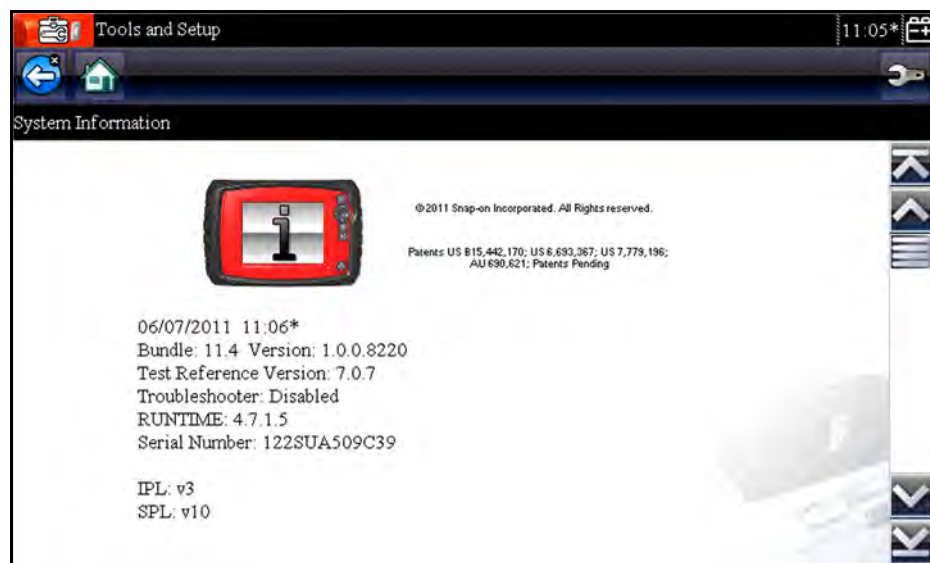 Tools and Setup
11:05*
System Information
©2011 Snap-on Incorporated. All Rights reserved.
Patents US B15,442,170; US 6,693,367; US 7,779,196;
AU 690,621; Patents Pending
06/07/2011 11:06*
Bundle: 11.4 Version: 1.0.0.8220
Test Reference Version: 7.0.7
Troubleshooter: Disabled
RUNTIME: 4.7.1.5
Serial Number: 122SUA509C39
IPL: v3
SPL: v10